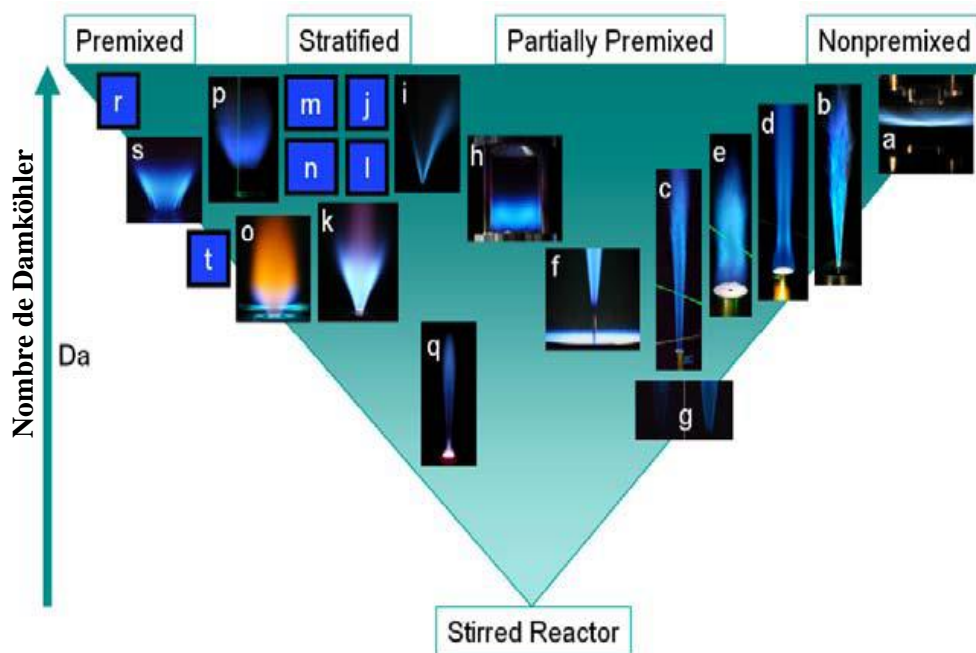 Premixed
Stratified
Partially Premixed
Nonpremixed
Nombre de Damköhler
Da
r
s
p
m
j
n
l
i
h
t
o
k
q
f
c
g
e
d
b
a
Stirred Reactor